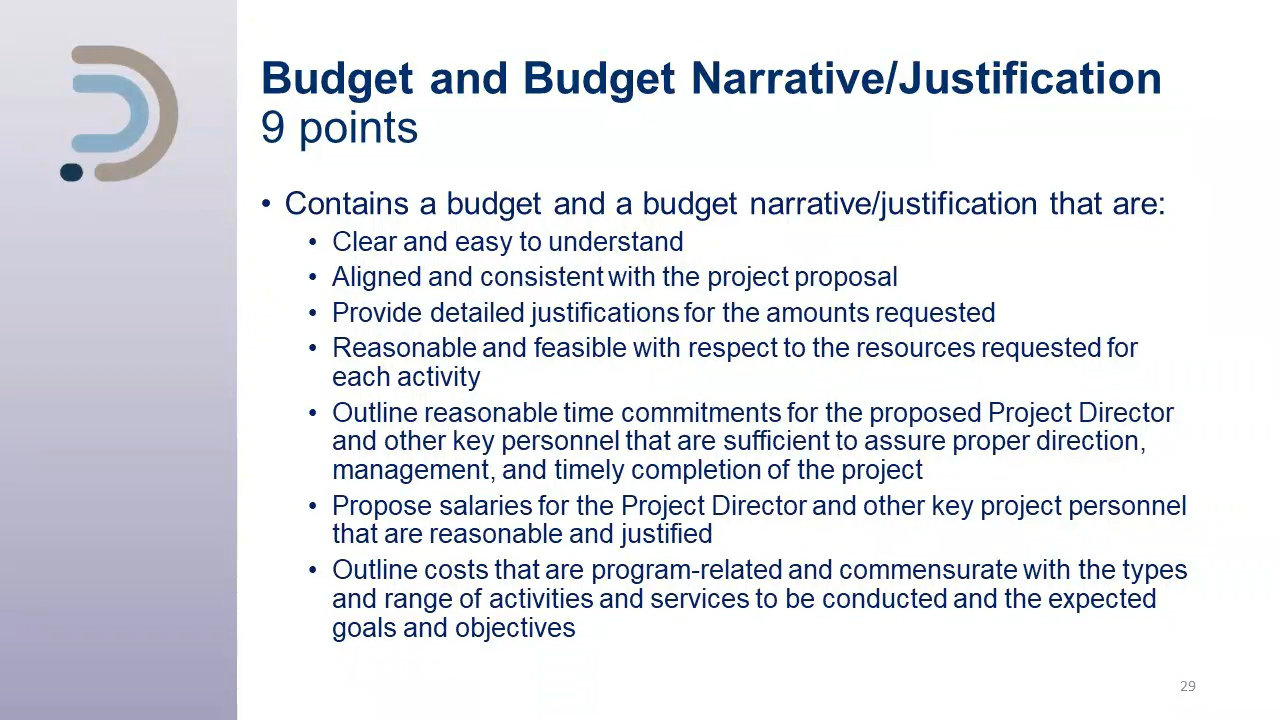 Budget and Budget Narrative/Justification
9 points
• Contains a budget and a budget narrative/justification that are:
• Clear and easy to understand
• Aligned and consistent with the project proposal
• Provide detailed justifications for the amounts requested
• Reasonable and feasible with respect to the resources requested for
each activity
• Outline reasonable time commitments for the proposed Project Director
and other key personnel that are sufficient to assure proper direction,
management, and timely completion of the project
• Propose salaries for the Project Director and other key project personnel
that are reasonable and justified
• Outline costs that are program-related and commensurate with the types
and range of activities and services to be conducted and the expected
goals and objectives
29